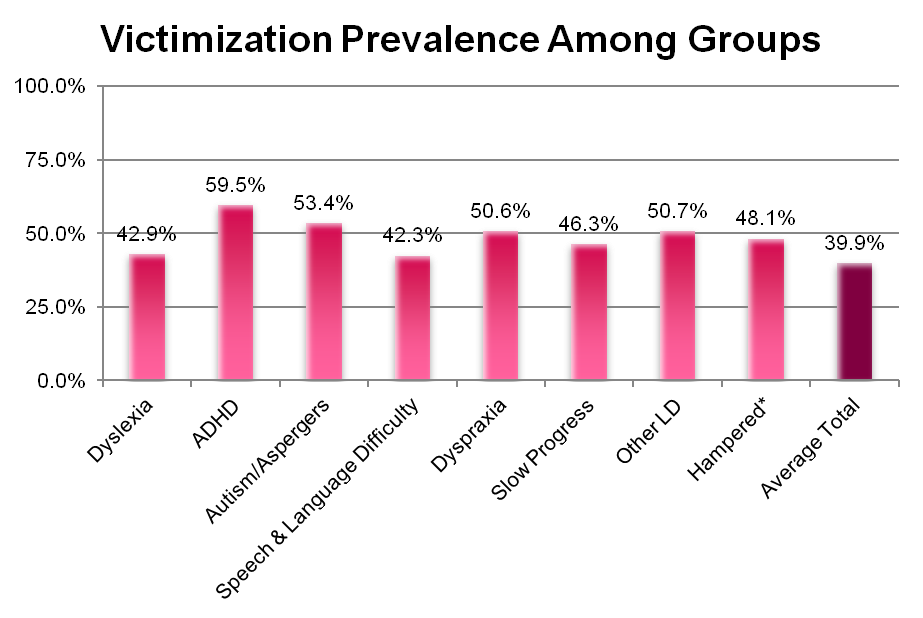 Victimization Prevalence Among Groups
100.0%
75.0%
50.0%
25.0%
0.0%
42.9%
59.5%
53.4%
42.3%
50.6%
46.3%
50.7%
48.1%
39.9%
Dyslexia
ADHD
Autism/Aspergers
Speech & Language Difficulty
Dyspraxia
Slow Progress
Other LD
Hampered*
Average Total